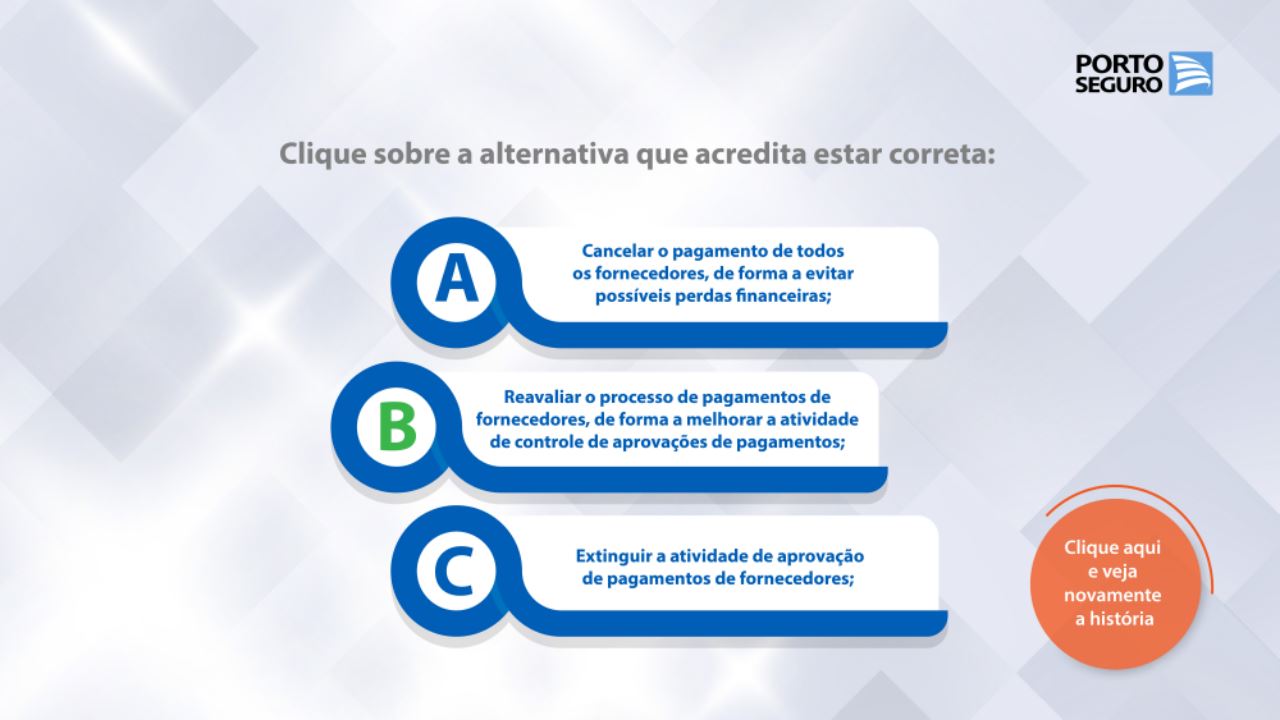 PORTO
SEGURO
Clique sobre a alternativa que acredita estar correta:
A
Cancelar o pagamento de todos
os fornecedores, de forma a evitar
possíveis perdas financeiras;
B
Reavaliar o processo de pagamentos de
fornecedores, de forma a melhorar a atividade
de controle de aprovações de pagamentos;
C
Extinguir a atividade de aprovação
de pagamentos de fornecedores;
Clique aqui
e veja
novamente
a história